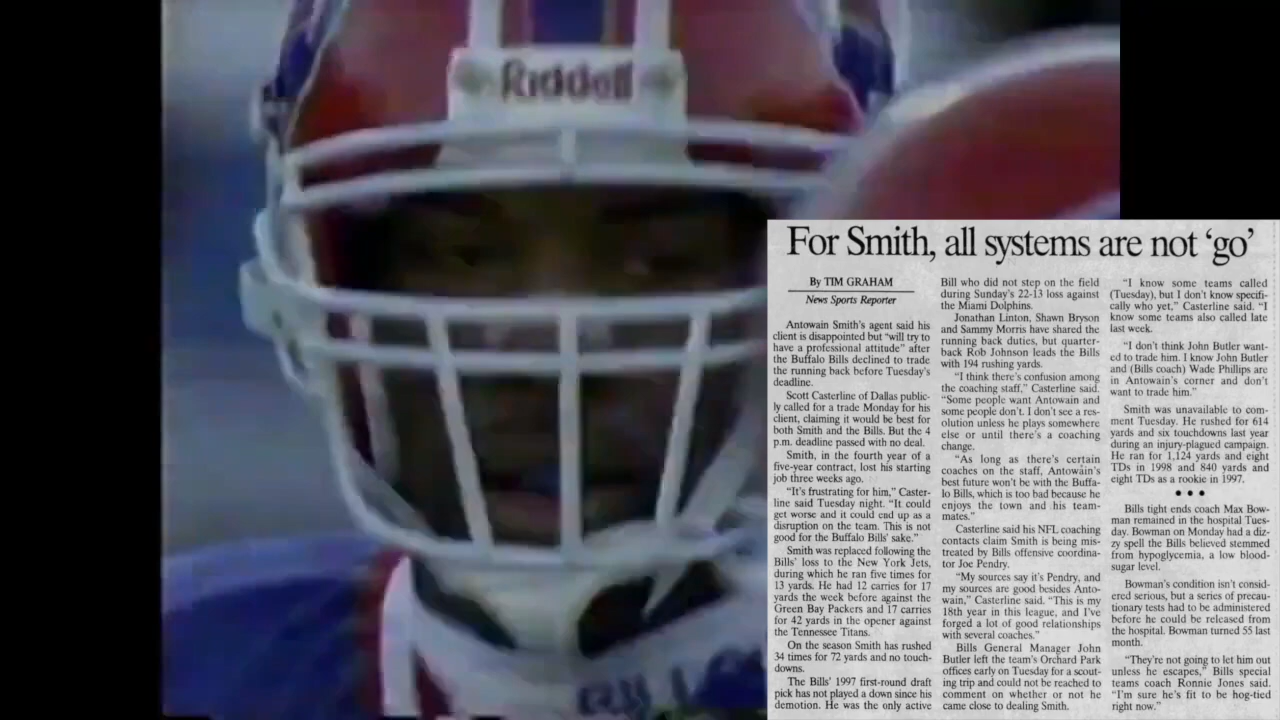 Riddell
For Smith, all systems are not ‘go’
By TIM GRAHAM
News Sports Reporter
Antowain Smith's agent said his
client is disappointed but "will try to
have a professional attitude" after
the Buffalo Bills declined to trade
the running back before Tuesday's
deadline.
Scott Casterline of Dallas public-
ly called for a trade Monday for his
client, claiming it would be best for
both Smith and the Bills. But the 4
p.m. deadline passed with no deal.
Smith, in the fourth year of a
five-year contract, lost his starting
job three weeks ago.
"It's frustrating for him," Caster-
line said Tuesday night. "It could
get worse and it could end up as a
disruption on the team. This is not
good for the Buffalo Bills' sake."
Smith was replaced following the
Bills' loss to the New York Jets,
during which he ran five times for
13 yards. He had 12 carries for 17
yards the week before against the
Green Bay Packers and 17 carries
for 42 yards in the opener against
the Tennessee Titans.
On the season Smith has rushed
34 times for 72 yards and no touch-
downs.
The Bills' 1997 first-round draft
pick has not played a down since his
demotion. He was the only active
Bill who did not step on the field
during Sunday's 22-13 loss against
the Miami Dolphins.
Jonathan Linton, Shawn Bryson
and Sammy Morris have shared the
running back duties, but quarter-
back Rob Johnson leads the Bills
with 194 rushing yards.
"I think there's confusion among
the coaching staff," Casterline said.
"Some people want Antowain and
some people don't. I don't see a res-
olution unless he plays somewhere
else or until there's a coaching
change.
"As long as there's certain
coaches on the staff, Antowain's
best future won't be with the Buffa-
lo Bills, which is too bad because he
enjoys the town and his team-
mates."
Casterline said his NFL coaching
contacts claim Smith is being mis-
treated by Bills offensive coordina-
tor Joe Pendry.
"My sources say it's Pendry, and
my sources are good besides Anto-
wain," Casterline said. "This is my
18th year in this league, and I've
forged a lot of good relationships
with several coaches."
Bills General Manager John
Butler left the team's Orchard Park
offices early on Tuesday for a scout-
ing trip and could not be reached to
comment on whether or not he
came close to dealing Smith.
"I know some teams called
(Tuesday), but I don't know specifi-
cally who yet," Casterline said. "I
know some teams also called late
last week.
"I don't think John Butler want-
ed to trade him. I know John Butler
and (Bills coach) Wade Phillips are
in Antowain's corner and don't
want to trade him."
Smith was unavailable to com-
ment Tuesday. He rushed for 614
yards and six touchdowns last year
during an injury-plagued campaign.
He ran for 1,124 yards and eight
TDs in 1998 and 840 yards and
eight TDs as a rookie in 1997.
• • •
Bills tight ends coach Max Bow-
man remained in the hospital Tues-
day. Bowman on Monday had a diz-
zy spell the Bills believed stemmed
from hypoglycemia, a low blood-
sugar level.
Bowman's condition isn't consid-
ered serious, but a series of precau-
tionary tests had to be administered
before he could be released from
the hospital. Bowman turned 55 last
month.
"They're not going to let him out
unless he escapes," Bills special
teams coach Ronnie Jones said.
"I'm sure he's fit to be hog-tied
right now."